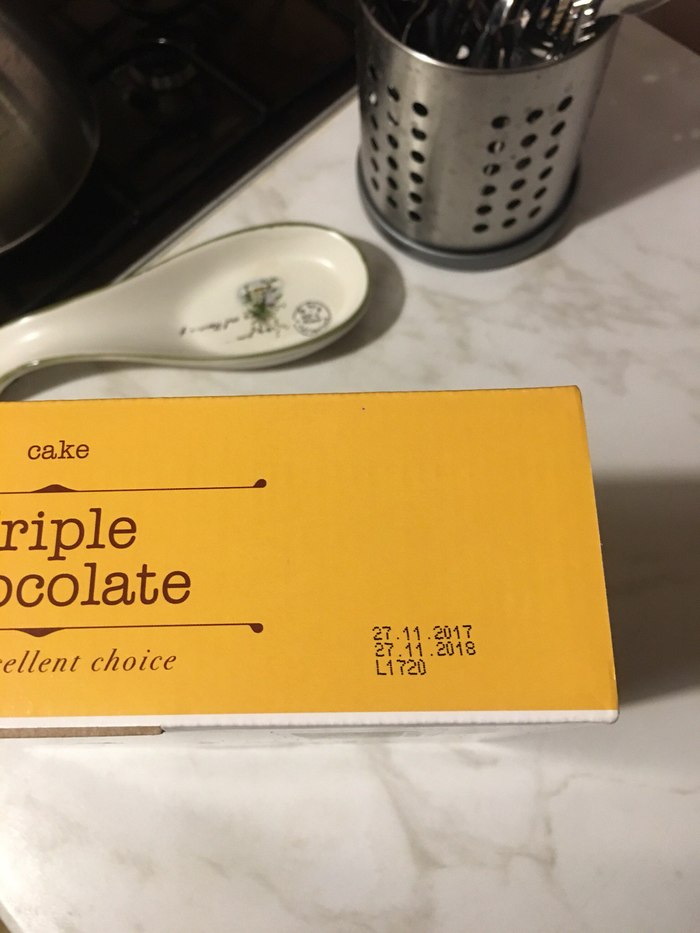 cake
riple
ocolate
ellent choice
27.11.2017
27.11.2018
L1720